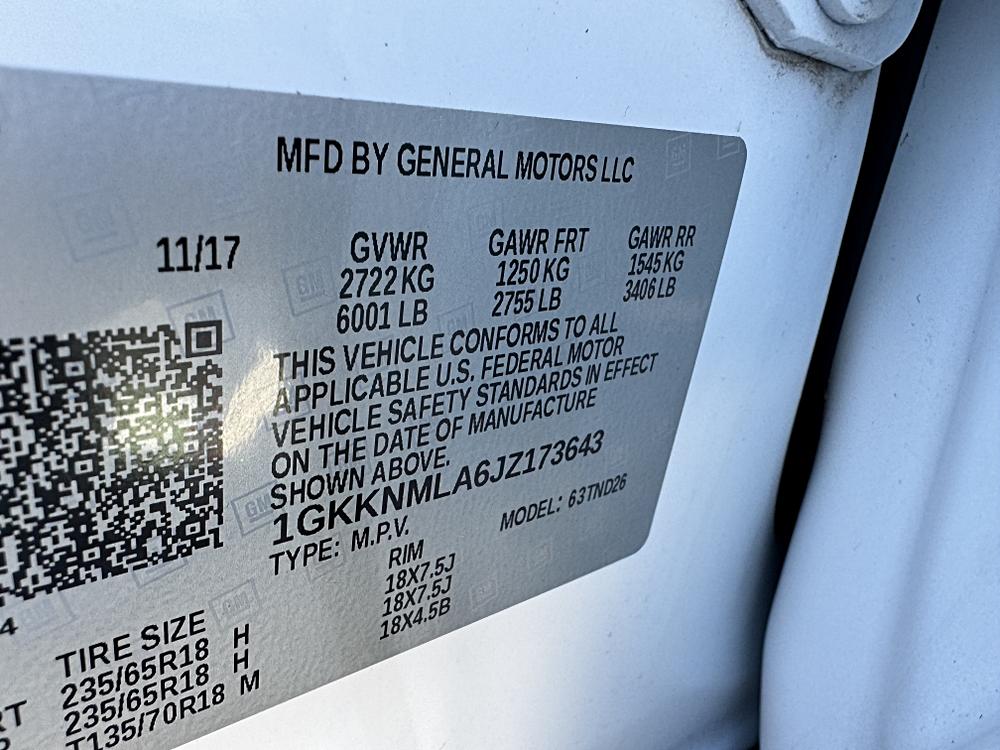 MFD BY GENERAL MOTORS LLC
11/17
GVWR GAWR FRT GAWR RR
2722 KG 1250 KG 1545 KG
6001 LB 2755 LB 3406 LB
THIS VEHICLE CONFORMS TO ALL
APPLICABLE U.S. FEDERAL MOTOR
VEHICLE SAFETY STANDARDS IN EFFECT
ON THE DATE OF MANUFACTURE
SHOWN ABOVE.
1GKKNMLA6JZ173643
TYPE: M.P.V. MODEL: 63TND26
4
TIRE SIZE RIM
RT 235/65R18 H 18X7.5J
235/65R18 H 18X7.5J
T135/70R18 M 18X4.5B